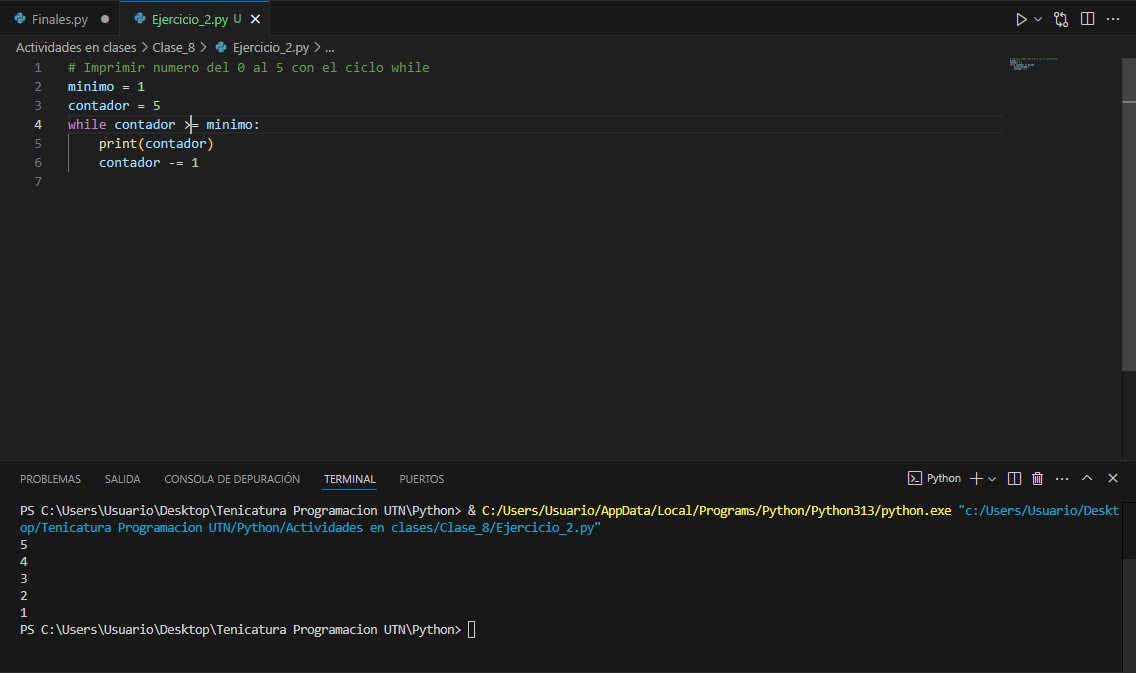 Finales.py ●
Ejercicio_2.py U
Actividades en clases > Clase_8 > Ejercicio_2.py > ...
1 # Imprimir numero del 0 al 5 con el ciclo while
2 minimo = 1
3 contador = 5
4 while contador >= minimo:
5 print(contador)
6 contador -= 1
7
PROBLEMAS SALIDA CONSOLA DE DEPURACIÓN TERMINAL PUERTOS
Python
PS C:\Users\Usuario\Desktop\Tenicatura Programacion UTN\Python> & C:/Users/Usuario/AppData/Local/Programs/Python/Python313/python.exe "c:/Users/Usuario/Deskt
op/Tenicatura Programacion UTN/Python/Actividades en clases/Clase_8/Ejercicio_2.py"
5
4
3
2
1
PS C:\Users\Usuario\Desktop\Tenicatura Programacion UTN\Python>